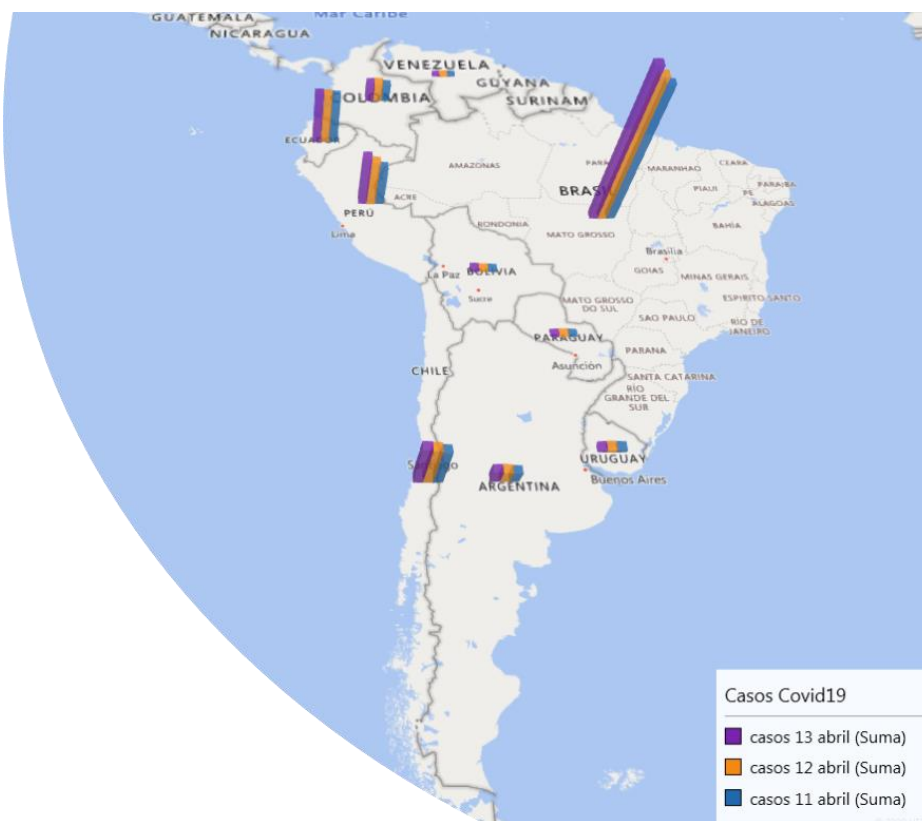 Mar Caribe
GUATEMALA
NICARAGUA
VENEZUELA
GUYANA
SURINAM
COLOMBIA
ECUADOR
AMAZONAS
PARÁ
MARANHAO
CEARA
BRASIL
PIAUI
PARAIBA
PE
ALAGOAS
ACRE
PERÚ
Lima
RONDONIA
MATO GROSSO
BAHIA
Brasilia
La Paz
BOLIVIA
GOIAS
MINAS GERAIS
Sucre
MATO GROSSO
DO SUL
ESPIRITO SANTO
SAO PAULO
RIO DE
JANEIRO
PARAGUAY
PARANA
Asunción
CHILE
SANTA CATARINA
RÍO
GRANDE DEL
SUR
Santiago
URUGUAY
Buenos Aires
ARGENTINA
Casos Covid19
casos 13 abril (Suma)
casos 12 abril (Suma)
casos 11 abril (Suma)